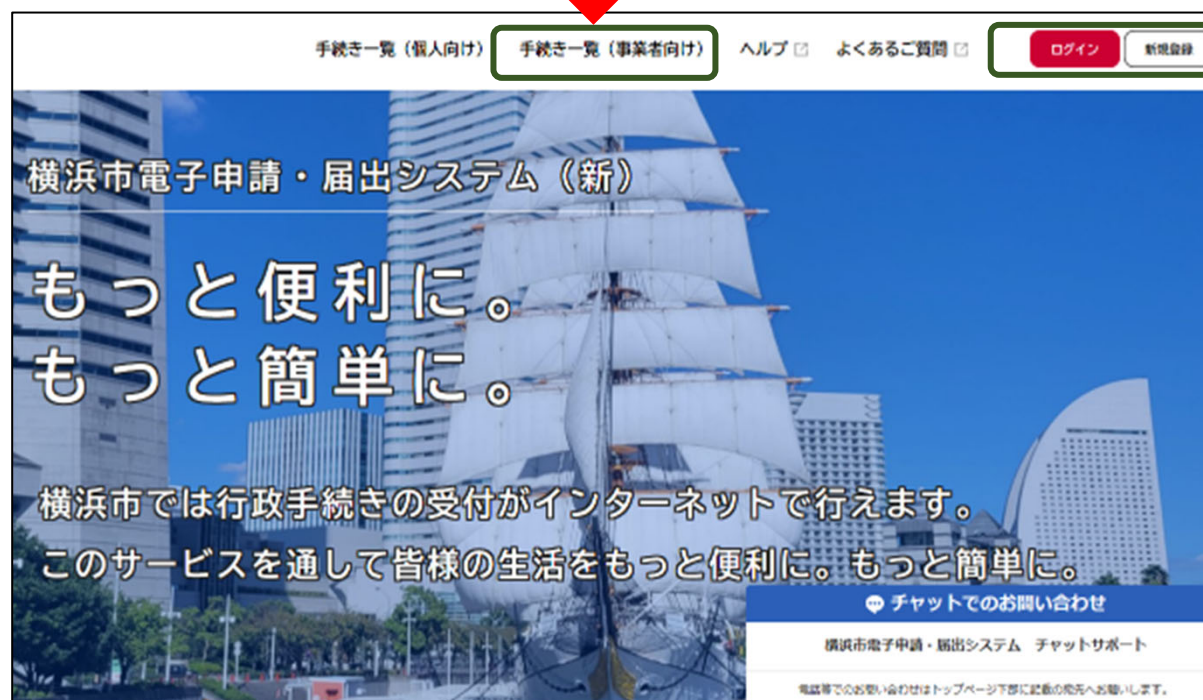 手続き一覧（個人向け） 手続き一覧（事業者向け） ヘルプ よくあるご質問 ログイン 新規登録
横浜市電子申請・届出システム（新）
もっと便利に。
もっと簡単に。
横浜市では行政手続きの受付がインターネットで行えます。
このサービスを通して皆様の生活をもっと便利に。もっと簡単に。
チャットでのお問い合わせ
横浜市電子申請・届出システム チャットサポート
電話等でのお問い合わせはトップページ下部に記載の宛先へお願いします。